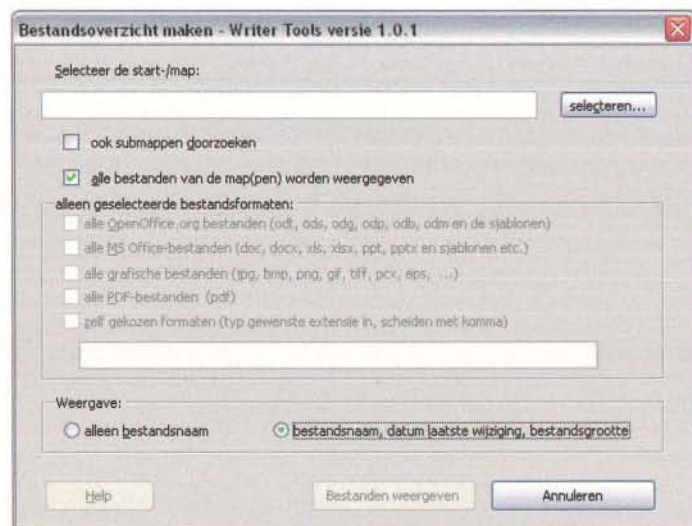 Bestandsoverzicht maken - Writer Tools versie 1.0.1
Selecteer de start-/map:
selecteren...
ook submappen doorzoeken
alle bestanden van de map(pen) worden weergegeven
alleen geselecteerde bestandsformaten:
alle OpenOffice.org bestanden (odt, ods, odg, odp, odb, odm en de sjablonen)
alle MS Office-bestanden (doc, docx, xls, xlsx, ppt, pptx en sjablonen etc.)
alle grafische bestanden (jpg, bmp, png, gif, tiff, pcx, eps, ...)
alle PDF-bestanden (pdf)
zelf gekozen formaten (typ gewenste extensie in, scheiden met komma)
Weergave:
alleen bestandsnaam
bestandsnaam, datum laatste wijziging, bestandsgrootte
Help
Bestanden weergeven
Annuleren